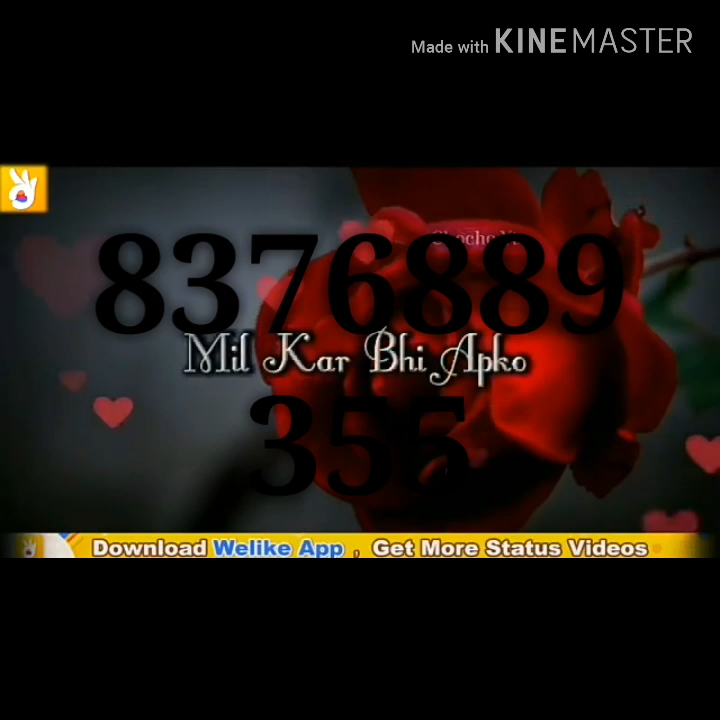 Made with KINEMASTER
8376889
Mil Kar Bhi Apko
355
Download Welike App , Get More Status Videos